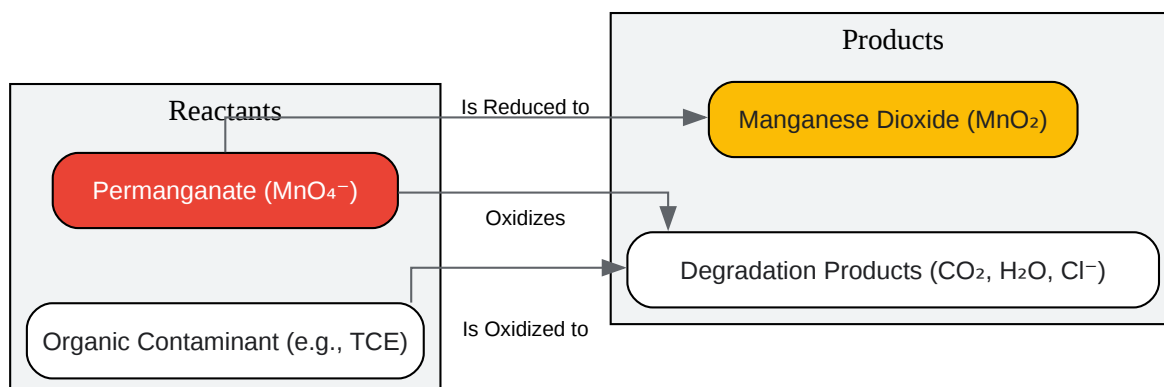 Products
Reactants
Is Reduced to
Manganese Dioxide (MnO₂)
Permanganate (MnO₄⁻)
Oxidizes
Degradation Products (CO₂, H₂O, Cl⁻)
Organic Contaminant (e.g., TCE)
Is Oxidized to